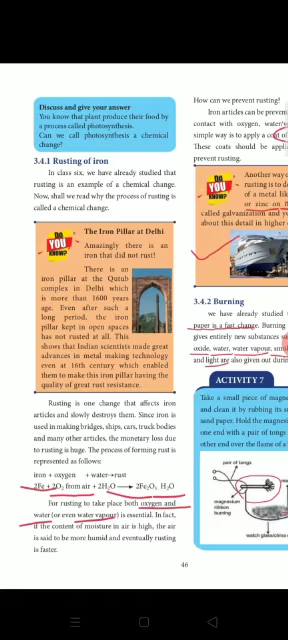 Discuss and give your answer
You know that plant produce their food by
a process called photosynthesis.
Can we call photosynthesis a chemical
change?
3.4.1 Rusting of iron
In class six, we have already studied that
rusting is an example of a chemical change.
Now, shall we read why the process of rusting is
called a chemical change.
DO YOU KNOW?
The Iron Pillar at Delhi
Amazingly there is an
iron that did not rust!
There is an
iron pillar at the Qutub
complex in Delhi which
is more than 1600 years
age. Even after such a
long period, the iron
pillar kept in open spaces
has not rusted at all. This
shows that Indian scientists made great
advances in metal making technology
even at 16th century which enabled
them to make this iron pillar having the
quality of great rust resistance.
Rusting is one change that affects iron
articles and slowly destroys them. Since iron is
used in making bridges, ships, cars, truck bodies
and many other articles, the monetary loss due
to rusting is huge. The process of forming rust is
represented as follows:
iron + oxygen + water→rust
2Fe + 2O₂ from air + 2H₂O ⟶ 2Fe₂O₃ H₂O
For rusting to take place both oxygen and
water (or even water vapour) is essential. In fact,
if the content of moisture in air is high, the air
is said to be more humid and eventually rusting
is faster.
How can we prevent rusting?
Iron articles can be preven
contact with oxygen, water/
simple way is to apply a coat of
These coats should be appli
prevent rusting.
DO YOU KNOW?
Another way o
rusting is to de
of a metal lik
or zinc on
called galvanization and yo
about this detail in higher
3.4.2 Burning
we have already studied
paper is a fast change. Burning
gives entirely new substances s
oxide, water, water vapour, smo
and light are also given out duri
ACTIVITY 7
Take a small piece of magne
and clean it by rubbing its s
sand paper. Hold the magnes
one end with a pair of tongs
other end over the flame of a
pair of tongs
magnesium
ribbon
burning
watch glass/china
46